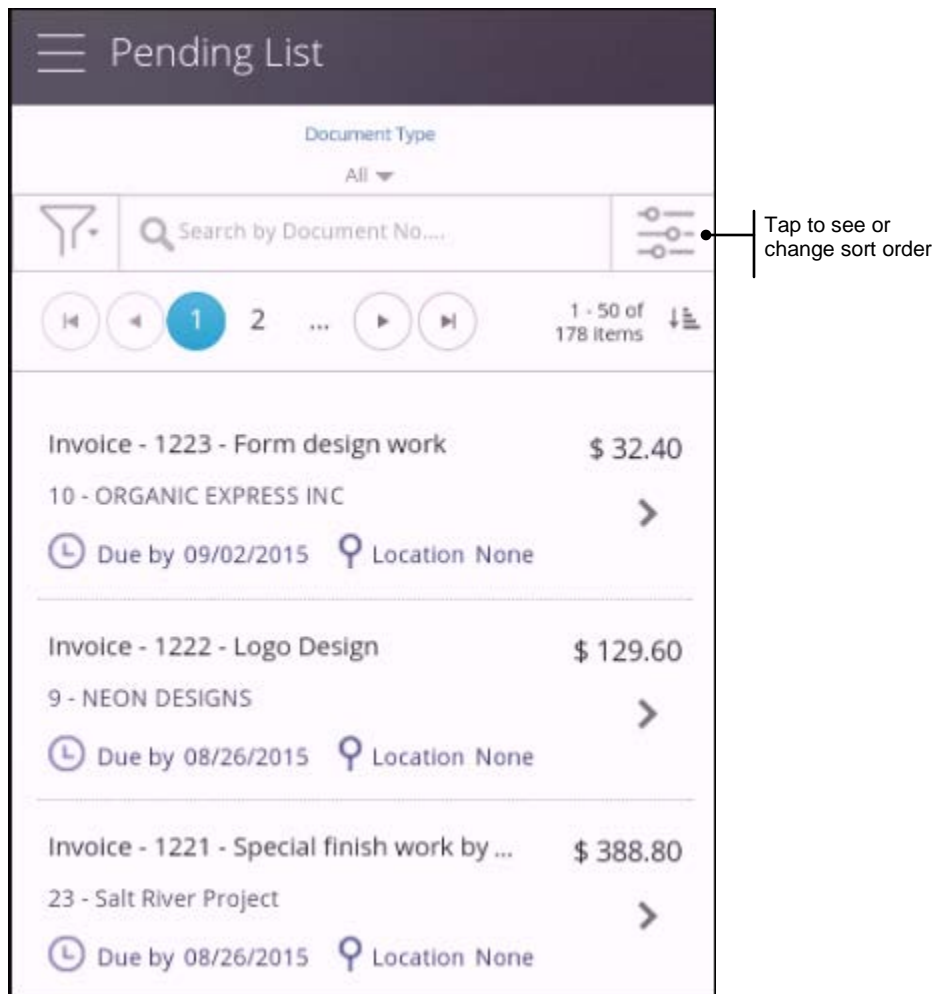 Pending List
Document Type
All
Search by Document No....
Tap to see or
change sort order
1 2 ...
1 - 50 of
178 items
Invoice - 1223 - Form design work $ 32.40
10 - ORGANIC EXPRESS INC
Due by 09/02/2015 Location None
Invoice - 1222 - Logo Design $ 129.60
9 - NEON DESIGNS
Due by 08/26/2015 Location None
Invoice - 1221 - Special finish work by ... $ 388.80
23 - Salt River Project
Due by 08/26/2015 Location None